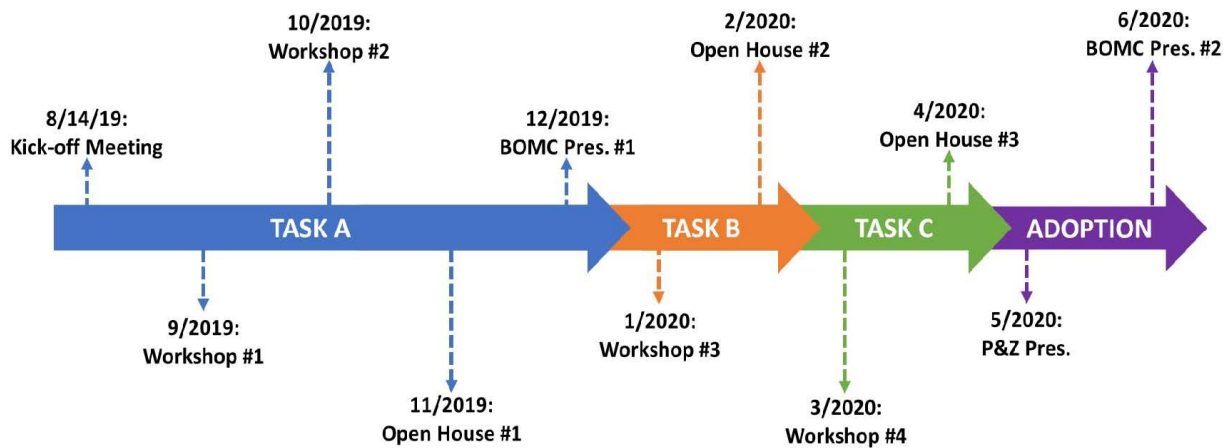 10/2019:
Workshop #2
2/2020:
Open House #2
6/2020:
BOMC Pres. #2
8/14/19:
Kick-off Meeting
12/2019:
BOMC Pres. #1
4/2020:
Open House #3
TASK A
TASK B
TASK C
ADOPTION
9/2019:
Workshop #1
1/2020:
Workshop #3
5/2020:
P&Z Pres.
11/2019:
Open House #1
3/2020:
Workshop #4